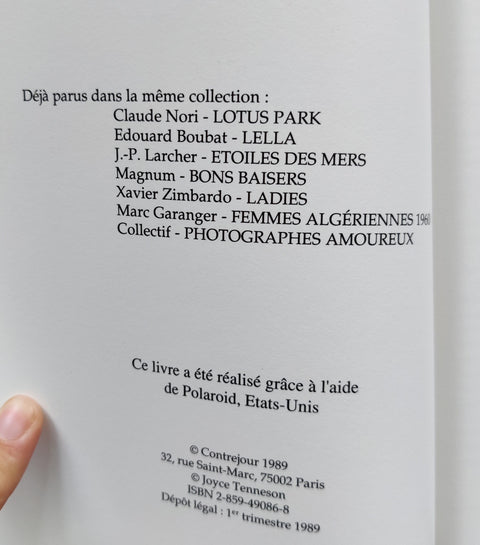 Déjà parus dans la même collection :
Claude Nori - LOTUS PARK
Edouard Boubat - LELLA
J.-P. Larcher - ETOILES DES MERS
Magnum - BONS BAISERS
Xavier Zimbardo - LADIES
Marc Garanger - FEMMES ALGÉRIENNES 1960
Collectif - PHOTOGRAPHES AMOUREUX
Ce livre a été réalisé grâce à l'aide
de Polaroid, Etats-Unis
© Contrejour 1989
32, rue Saint-Marc, 75002 Paris
© Joyce Tenneson
ISBN 2-859-49086-8
Dépôt légal : 1er trimestre 1989